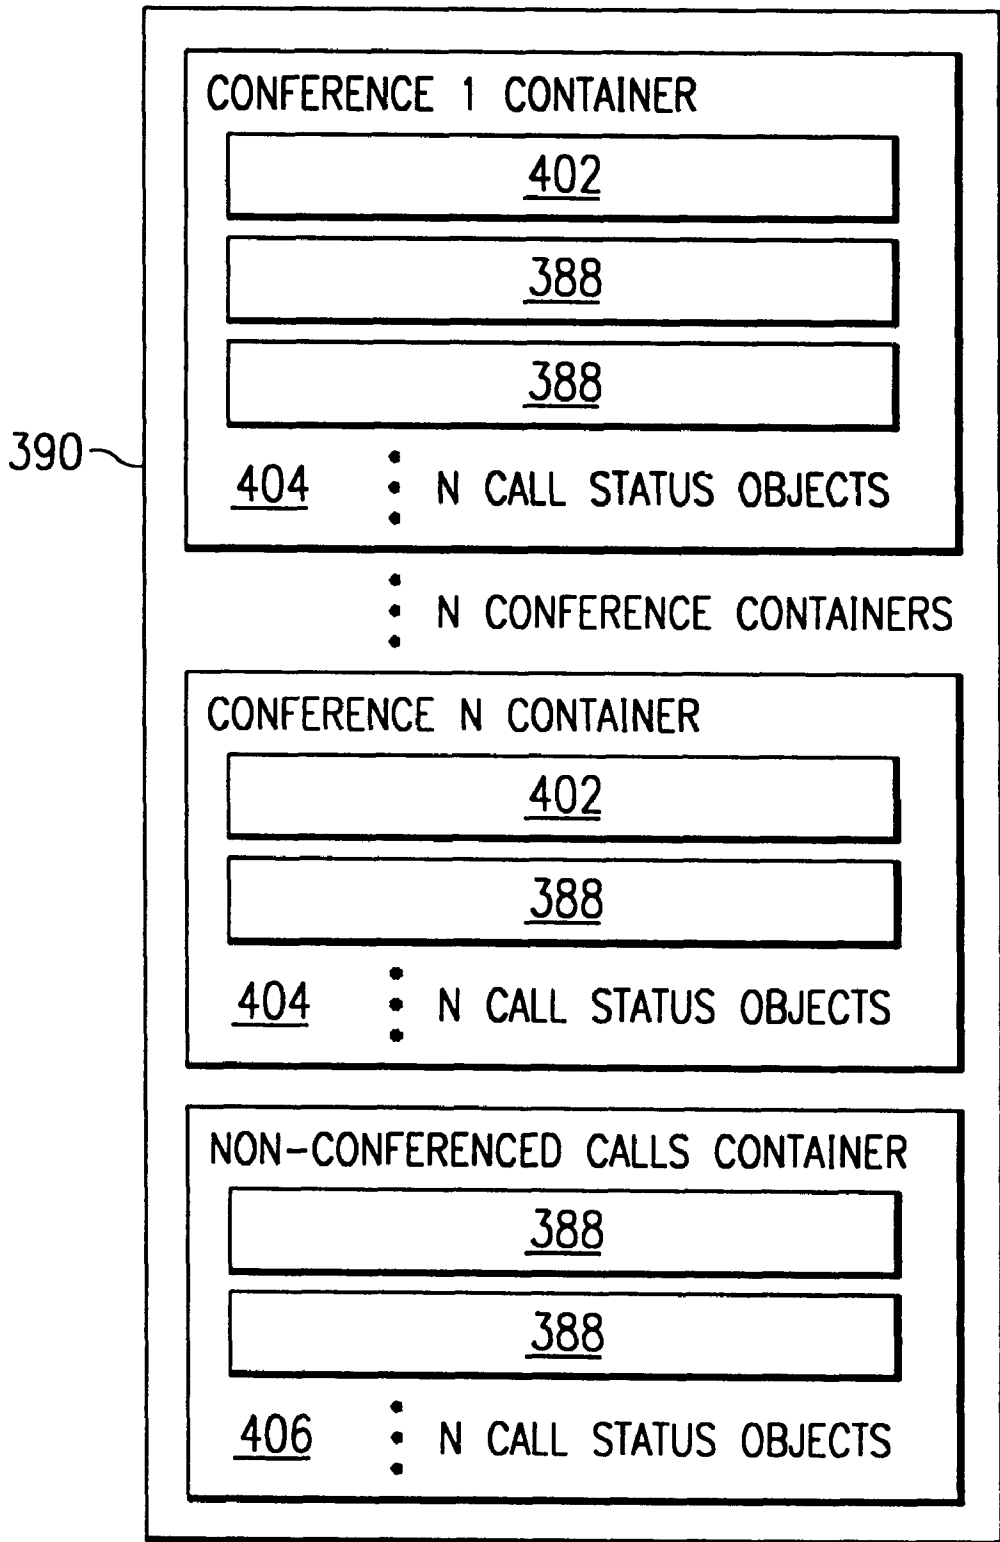 CONFERENCE 1 CONTAINER
402
388
388
390
404 N CALL STATUS OBJECTS
N CONFERENCE CONTAINERS
CONFERENCE N CONTAINER
402
388
404 N CALL STATUS OBJECTS
NON-CONFERENCED CALLS CONTAINER
388
388
406 N CALL STATUS OBJECTS